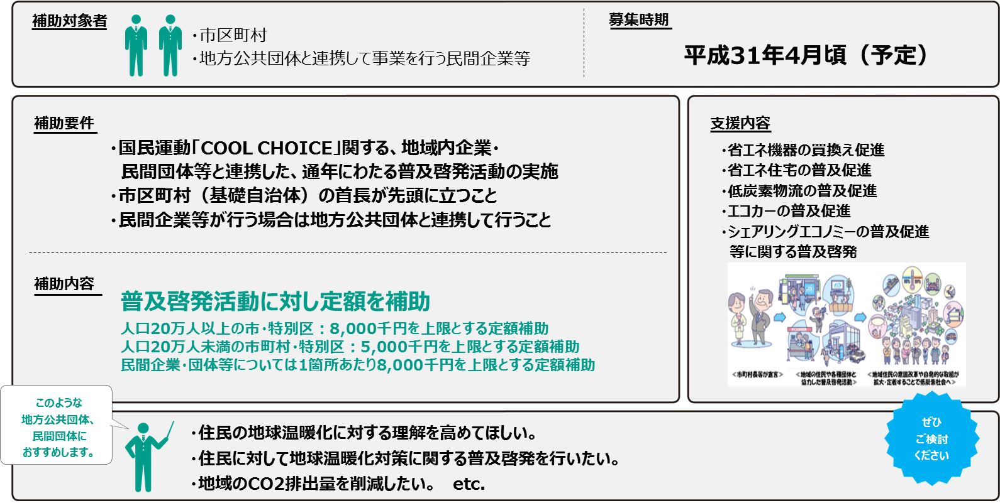 補助対象者
・市区町村
・地方公共団体と連携して事業を行う民間企業等
募集時期
平成31年4月頃（予定）
補助要件
・国民運動「COOL CHOICE」関する、地域内企業・
民間団体等と連携した、通年にわたる普及啓発活動の実施
・市区町村（基礎自治体）の首長が先頭に立つこと
・民間企業等が行う場合は地方公共団体と連携して行うこと
補助内容
普及啓発活動に対し定額を補助
人口20万人以上の市・特別区：8,000千円を上限とする定額補助
人口20万人未満の市町村・特別区：5,000千円を上限とする定額補助
民間企業・団体等については1箇所あたり8,000千円を上限とする定額補助
支援内容
・省エネ機器の買換え促進
・省エネ住宅の普及促進
・低炭素物流の普及促進
・エコカーの普及促進
・シェアリングエコノミーの普及促進
等に関する普及啓発
≪市町村長等が宣言≫
≪地域の住民や各種団体と
協力した普及啓発活動≫
≪地域住民の意識改革や自発的な取組が
拡大・定着することで低炭素社会へ≫
このような
地方公共団体、
民間団体に
おすすめします。
・住民の地球温暖化に対する理解を高めてほしい。
・住民に対して地球温暖化対策に関する普及啓発を行いたい。
・地域のCO2排出量を削減したい。 etc.
ぜひ
ご検討
ください